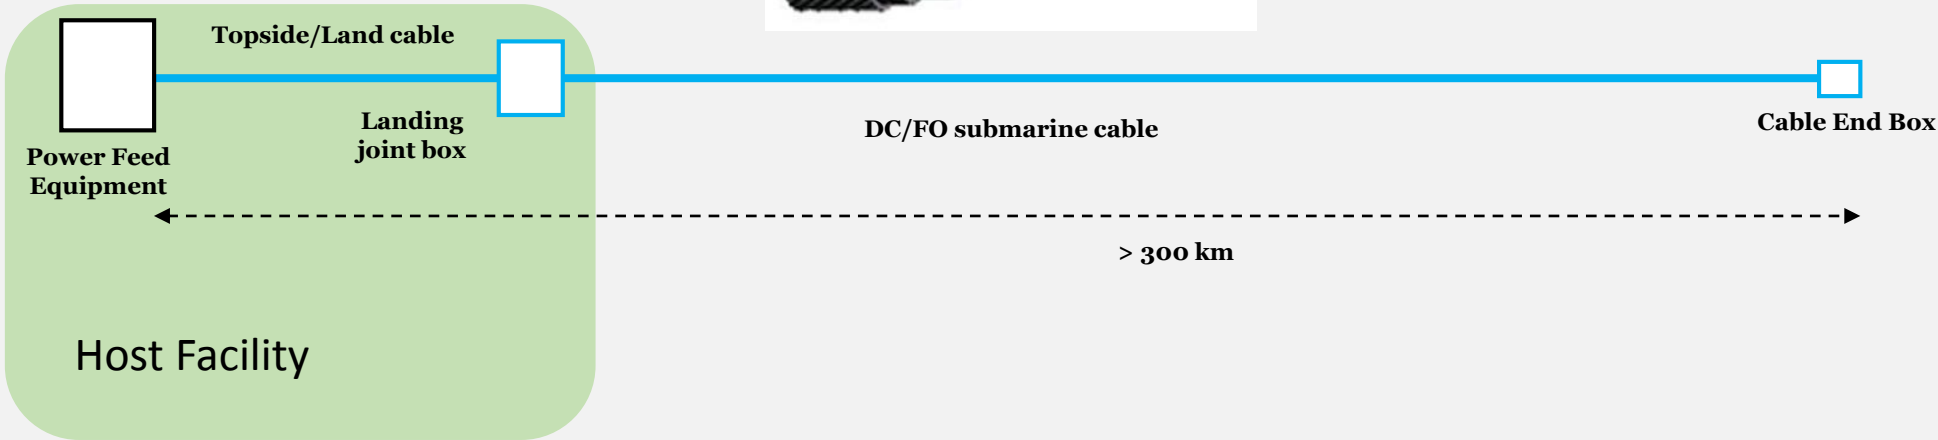 Topside/Land cable
Landing
joint box
DC/FO submarine cable
Cable End Box
Power Feed
Equipment
> 300 km
Host Facility